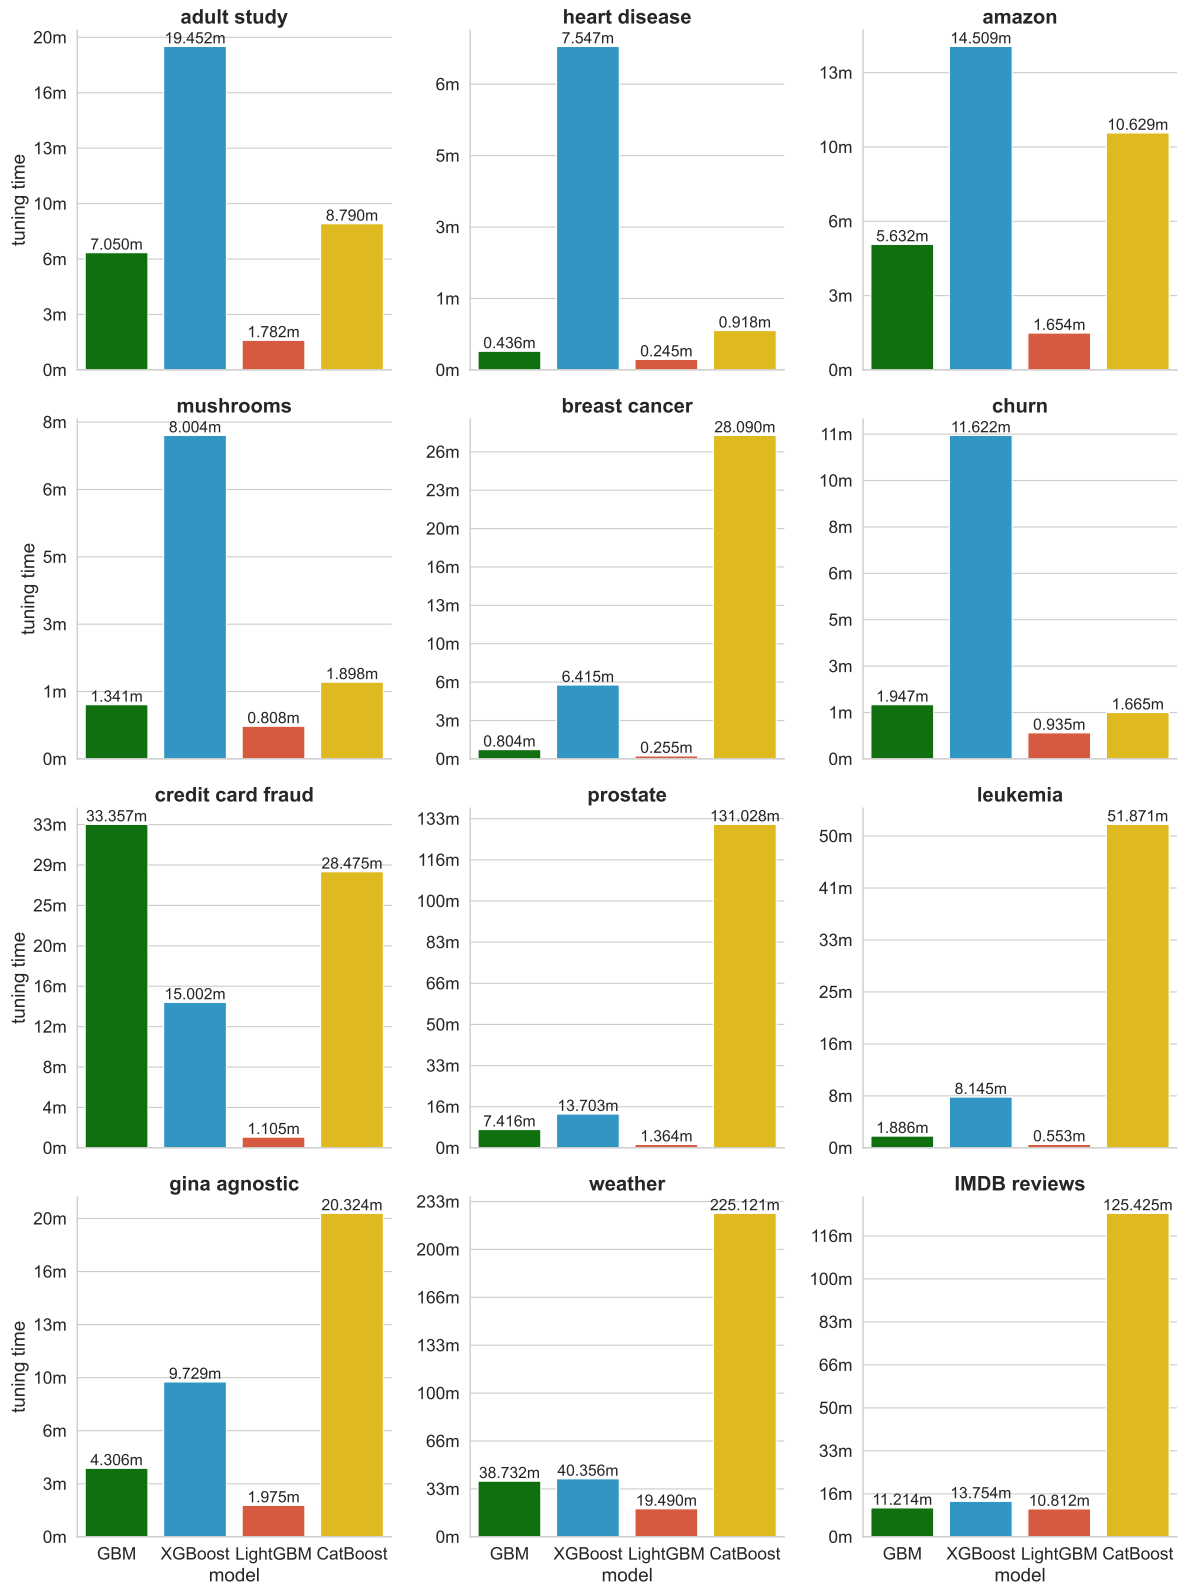 adult study
20m
16m
13m
10m
6m
3m
0m
tuning time
7.050m
19.452m
1.782m
8.790m
heart disease
6m
5m
3m
1m
0m
0.436m
7.547m
0.245m
0.918m
amazon
13m
10m
6m
3m
0m
5.632m
14.509m
1.654m
10.629m
mushrooms
8m
6m
5m
3m
1m
0m
tuning time
1.341m
8.004m
0.808m
1.898m
breast cancer
26m
23m
20m
16m
13m
10m
6m
3m
0m
0.804m
6.415m
0.255m
28.090m
churn
11m
10m
8m
6m
5m
3m
1m
0m
1.947m
11.622m
0.935m
1.665m
credit card fraud
33m
29m
25m
20m
16m
12m
8m
4m
0m
tuning time
33.357m
15.002m
1.105m
28.475m
prostate
133m
116m
100m
83m
66m
50m
33m
16m
0m
7.416m
13.703m
1.364m
131.028m
leukemia
50m
41m
33m
25m
16m
8m
0m
1.886m
8.145m
0.553m
51.871m
gina agnostic
20m
16m
13m
10m
6m
3m
0m
tuning time
4.306m
9.729m
1.975m
20.324m
GBM XGBoost LightGBM CatBoost
model
weather
233m
200m
166m
133m
100m
66m
33m
0m
38.732m
40.356m
19.490m
225.121m
GBM XGBoost LightGBM CatBoost
model
IMDB reviews
116m
100m
83m
66m
50m
33m
16m
0m
11.214m
13.754m
10.812m
125.425m
GBM XGBoost LightGBM CatBoost
model